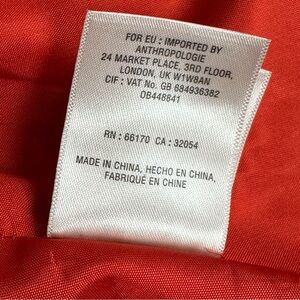 FOR EU : IMPORTED BY
ANTHROPOLOGIE
24 MARKET PLACE, 3RD FLOOR,
LONDON, UK W1W8AN
CIF : VAT No. GB 684936382
OB448841
RN : 66170 CA : 32054
MADE IN CHINA, HECHO EN CHINA,
FABRIQUÉ EN CHINE